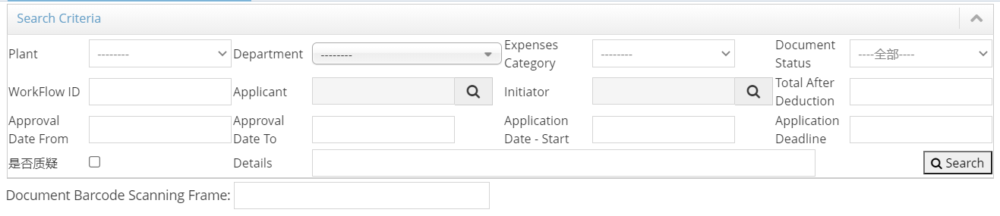 Search Criteria
Plant -------- Department -------- Expenses Category -------- Document Status ----全部----
WorkFlow ID Applicant Initiator Total After Deduction
Approval Date From Approval Date To Application Date - Start Application Deadline
是否质疑 Details Search
Document Barcode Scanning Frame: